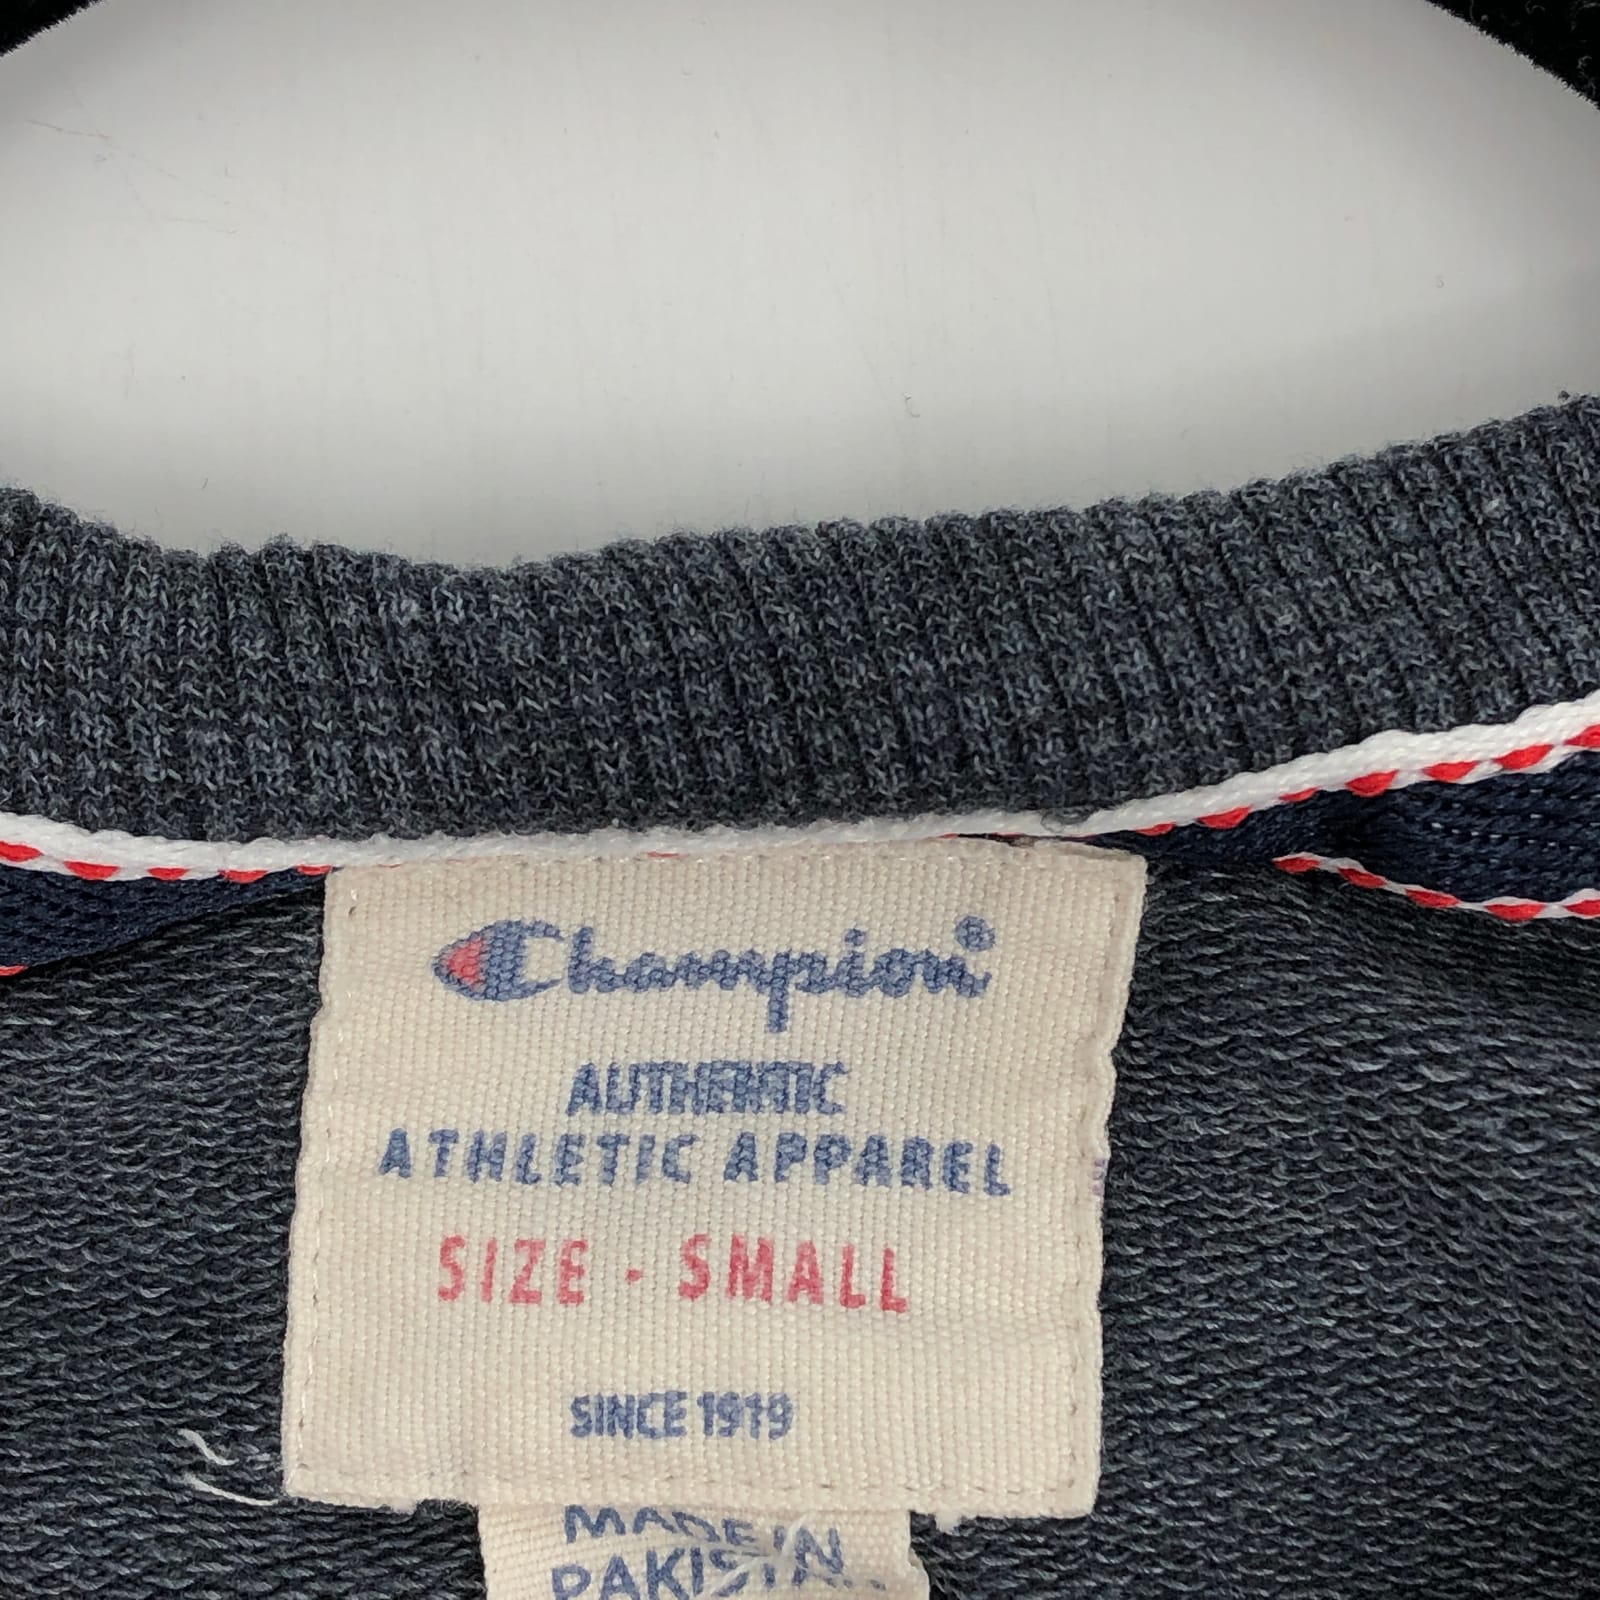 Champion®
AUTHENTIC
ATHLETIC APPAREL
SIZE - SMALL
SINCE 1919
MADE IN
PAKISTAN